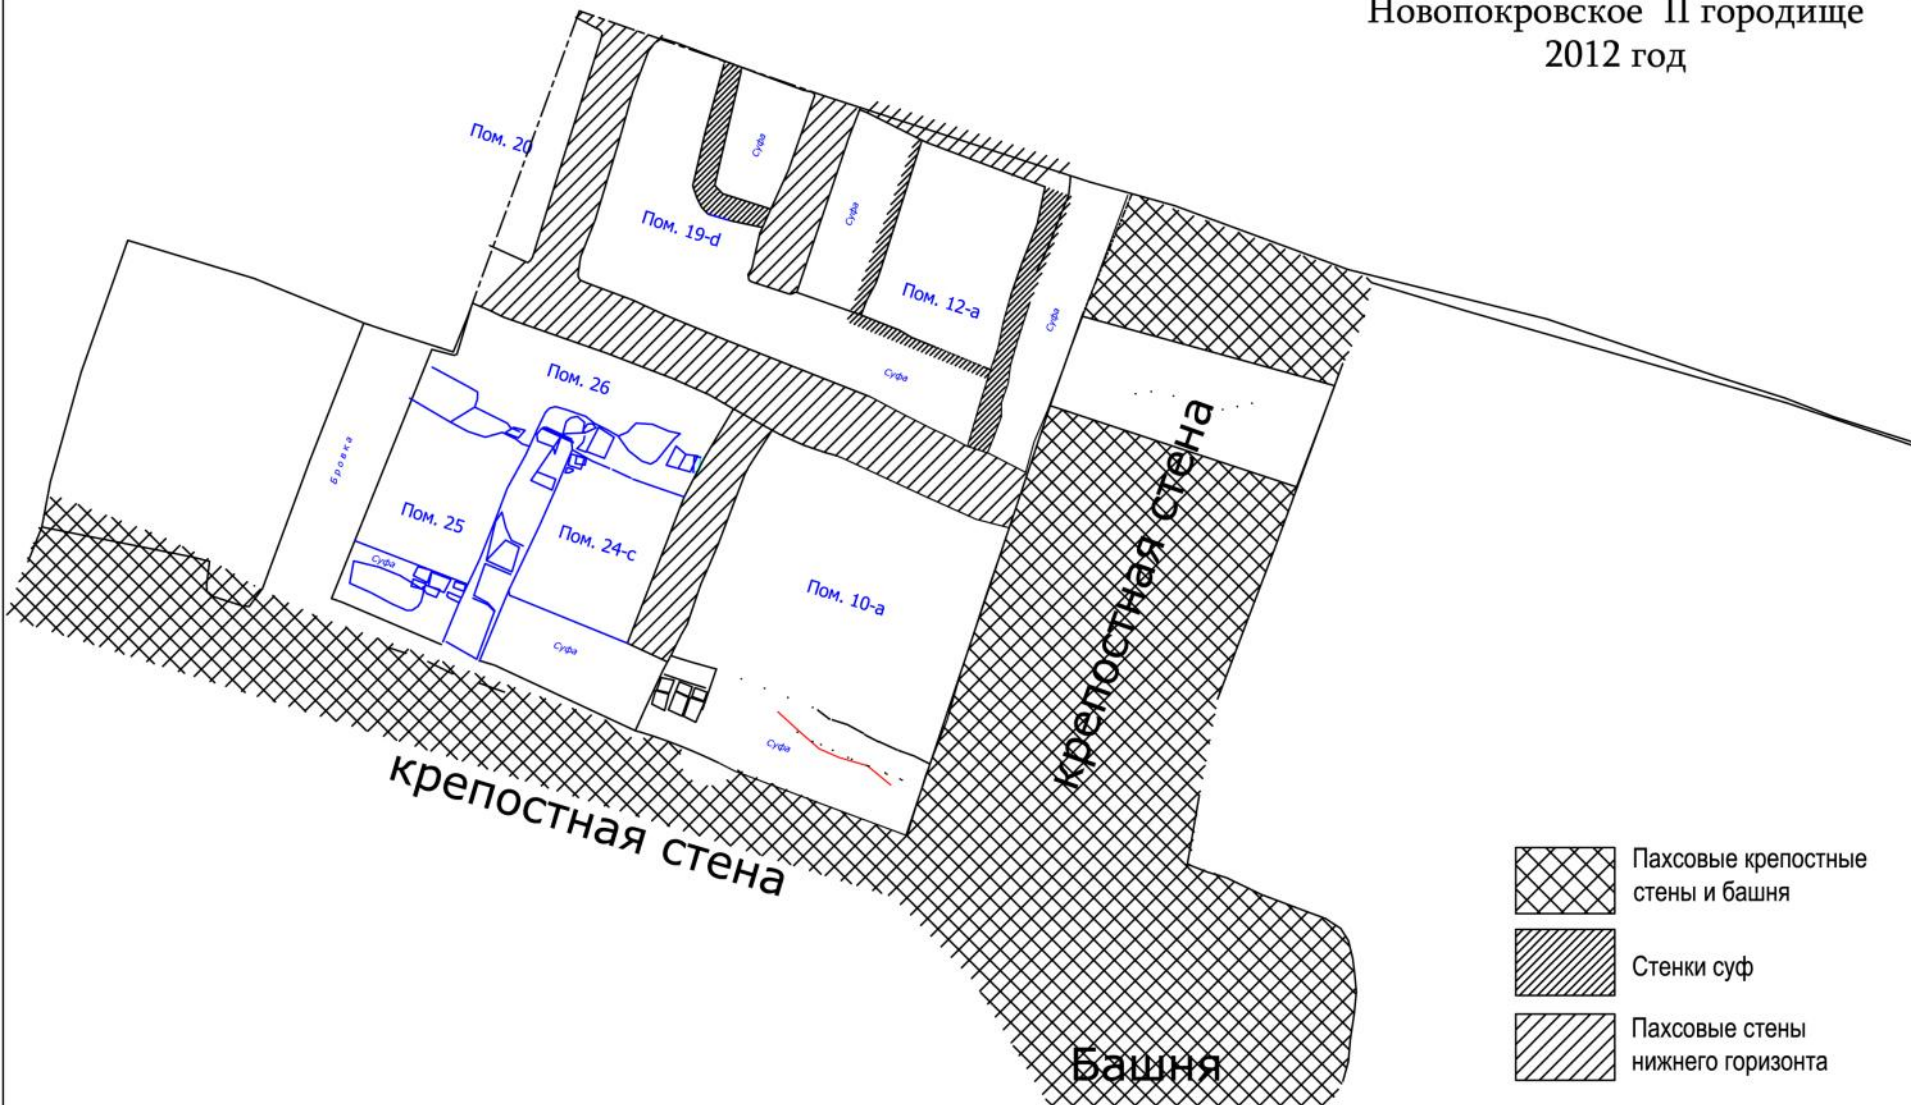 Новопокровское II городище
2012 год
Пом. 20
Суфа
Пом. 19-d
Суфа
Пом. 12-a
Суфа
Суфа
Пом. 26
Бровка
Пом. 25
Суфа
Пом. 24-c
Суфа
Пом. 10-a
Суфа
крепостная стена
крепостная стена
Башня
Пахсовые крепостные
стены и башня
Стенки суф
Пахсовые стены
нижнего горизонта